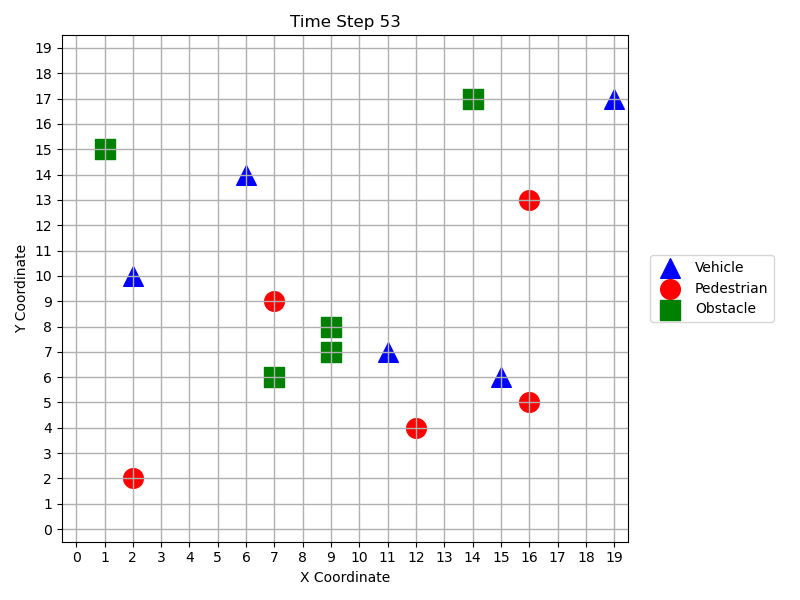 Time Step 53
19
18
17
16
15
14
13
12
11
10
9
8
7
6
5
4
3
2
1
0
Y Coordinate
0 1 2 3 4 5 6 7 8 9 10 11 12 13 14 15 16 17 18 19
X Coordinate
Vehicle
Pedestrian
Obstacle